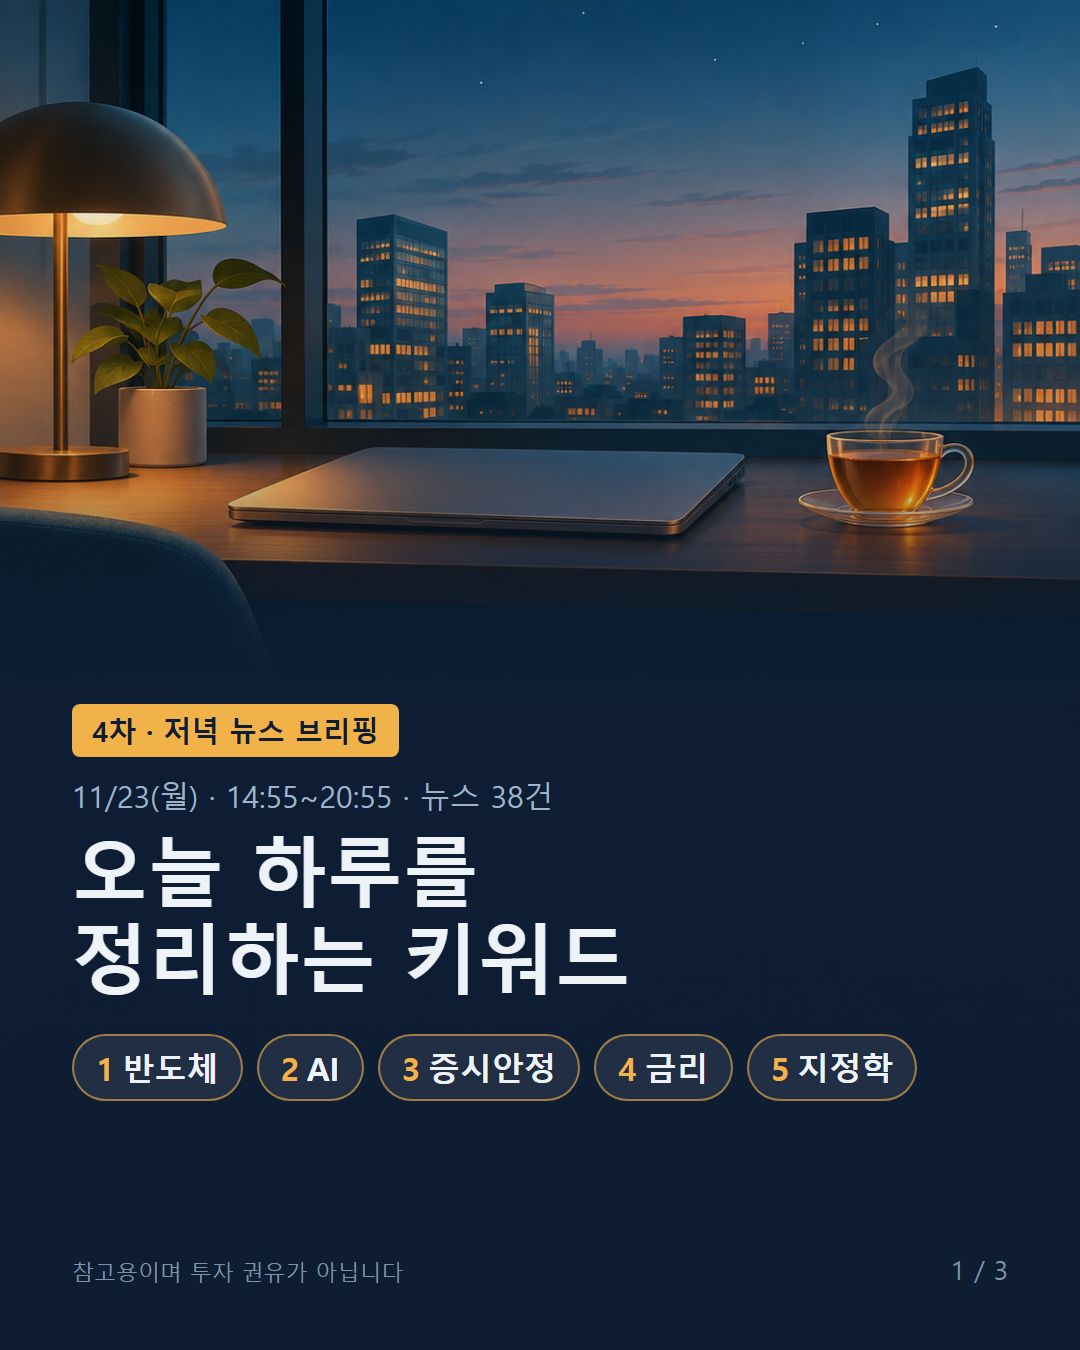 4차 · 저녁 뉴스 브리핑
11/23(월) · 14:55~20:55 · 뉴스 38건
오늘 하루를
정리하는 키워드
1 반도체 2 AI 3 증시안정 4 금리 5 지정학
참고용이며 투자 권유가 아닙니다 1 / 3